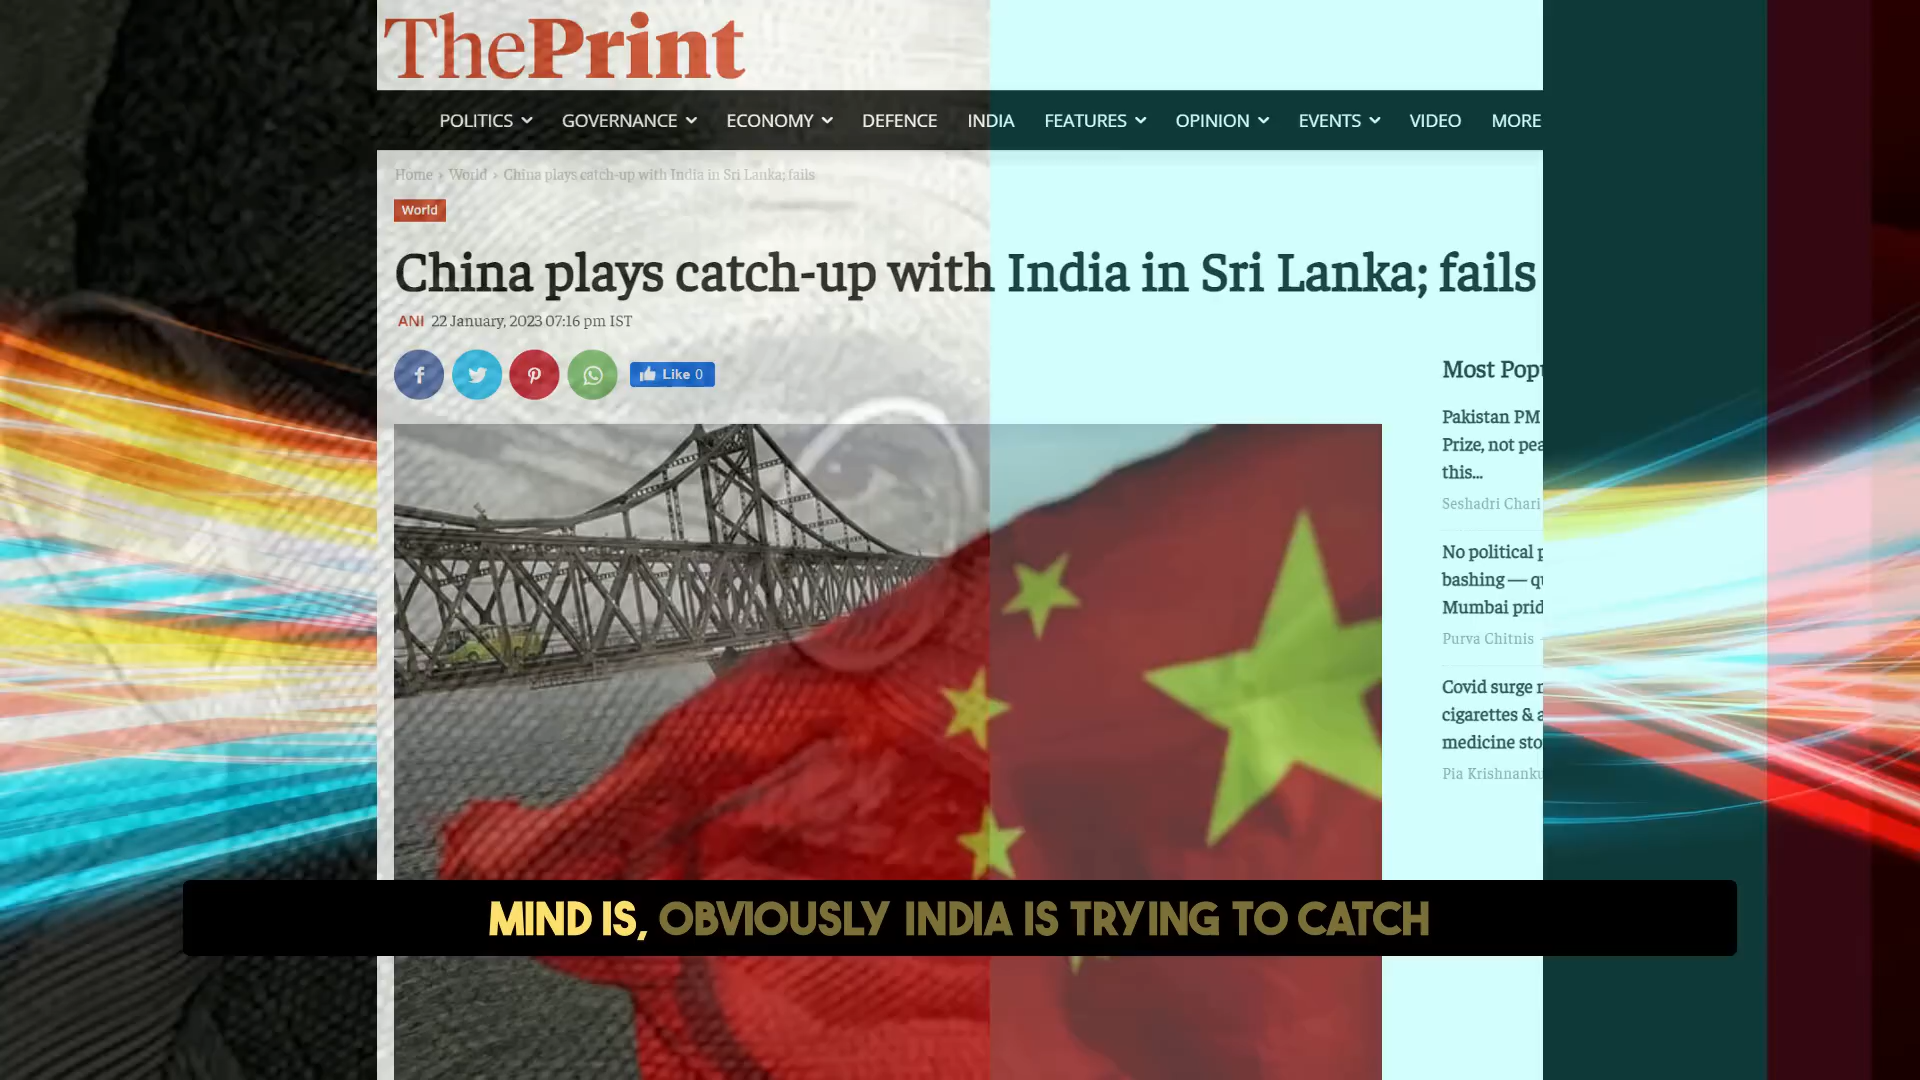 ThePrint
POLITICS GOVERNANCE ECONOMY DEFENCE INDIA FEATURES OPINION EVENTS VIDEO MORE
Home › World › China plays catch-up with India in Sri Lanka; fails
World
China plays catch-up with India in Sri Lanka; fails
ANI 22 January, 2023 07:16 pm IST
Like 0
Most Popu
Pakistan PM
Prize, not pea
this...
Seshadri Chari
No political p
bashing — qu
Mumbai prid
Purva Chitnis -
Covid surge r
cigarettes & a
medicine sto
Pia Krishnanku
MIND IS, OBVIOUSLY INDIA IS TRYING TO CATCH